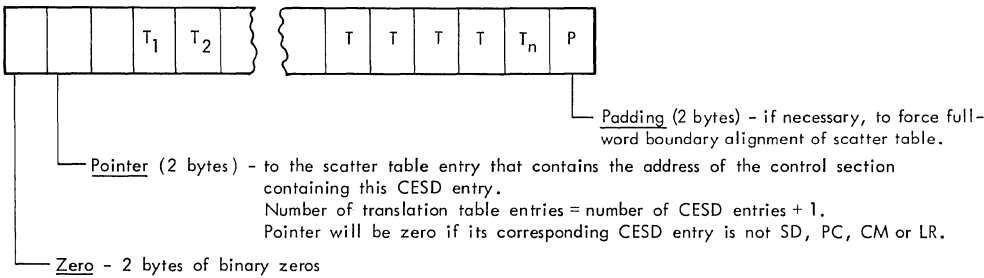 T1 T2 T T T T Tn P
Padding (2 bytes) - if necessary, to force full-
word boundary alignment of scatter table.
Pointer (2 bytes) - to the scatter table entry that contains the address of the control section
containing this CESD entry.
Number of translation table entries = number of CESD entries + 1.
Pointer will be zero if its corresponding CESD entry is not SD, PC, CM or LR.
Zero - 2 bytes of binary zeros